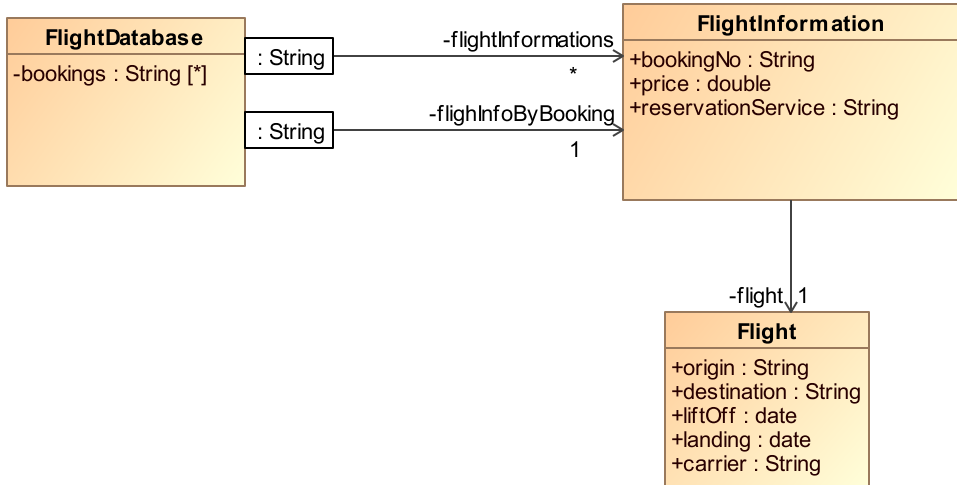 FlightDatabase
-bookings : String [*]
: String
-flightInformations
*
: String
-flighInfoByBooking
1
FlightInformation
+bookingNo : String
+price : double
+reservationService : String
-flight 1
Flight
+origin : String
+destination : String
+liftOff : date
+landing : date
+carrier : String